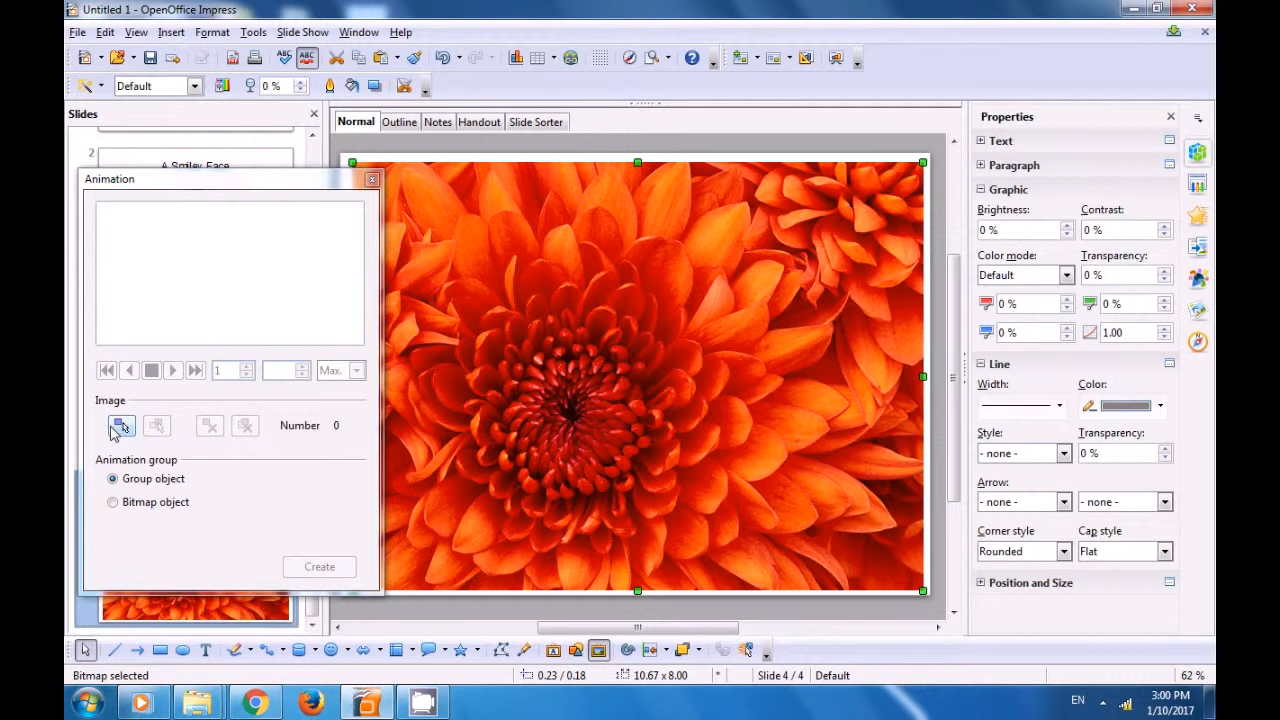 Untitled 1 - OpenOffice Impress
File Edit View Insert Format Tools Slide Show Window Help
ABC ABC
Default 0 %
Slides
Normal Outline Notes Handout Slide Sorter
Properties
2
A Smiley Face
Animation
Text
Paragraph
Graphic
Brightness: Contrast:
0 % 0 %
Color mode: Transparency:
Default 0 %
0 % 0 %
0 % 1.00
1 Max.
Image
Number 0
Animation group
Group object
Bitmap object
Create
Line
Width: Color:
Style: Transparency:
- none - 0 %
Arrow:
- none - - none -
Corner style Cap style
Rounded Flat
Position and Size
T
Bitmap selected 0.23 / 0.18 10.67 x 8.00 * Slide 4 / 4 Default 62 %
EN 3:00 PM
1/10/2017